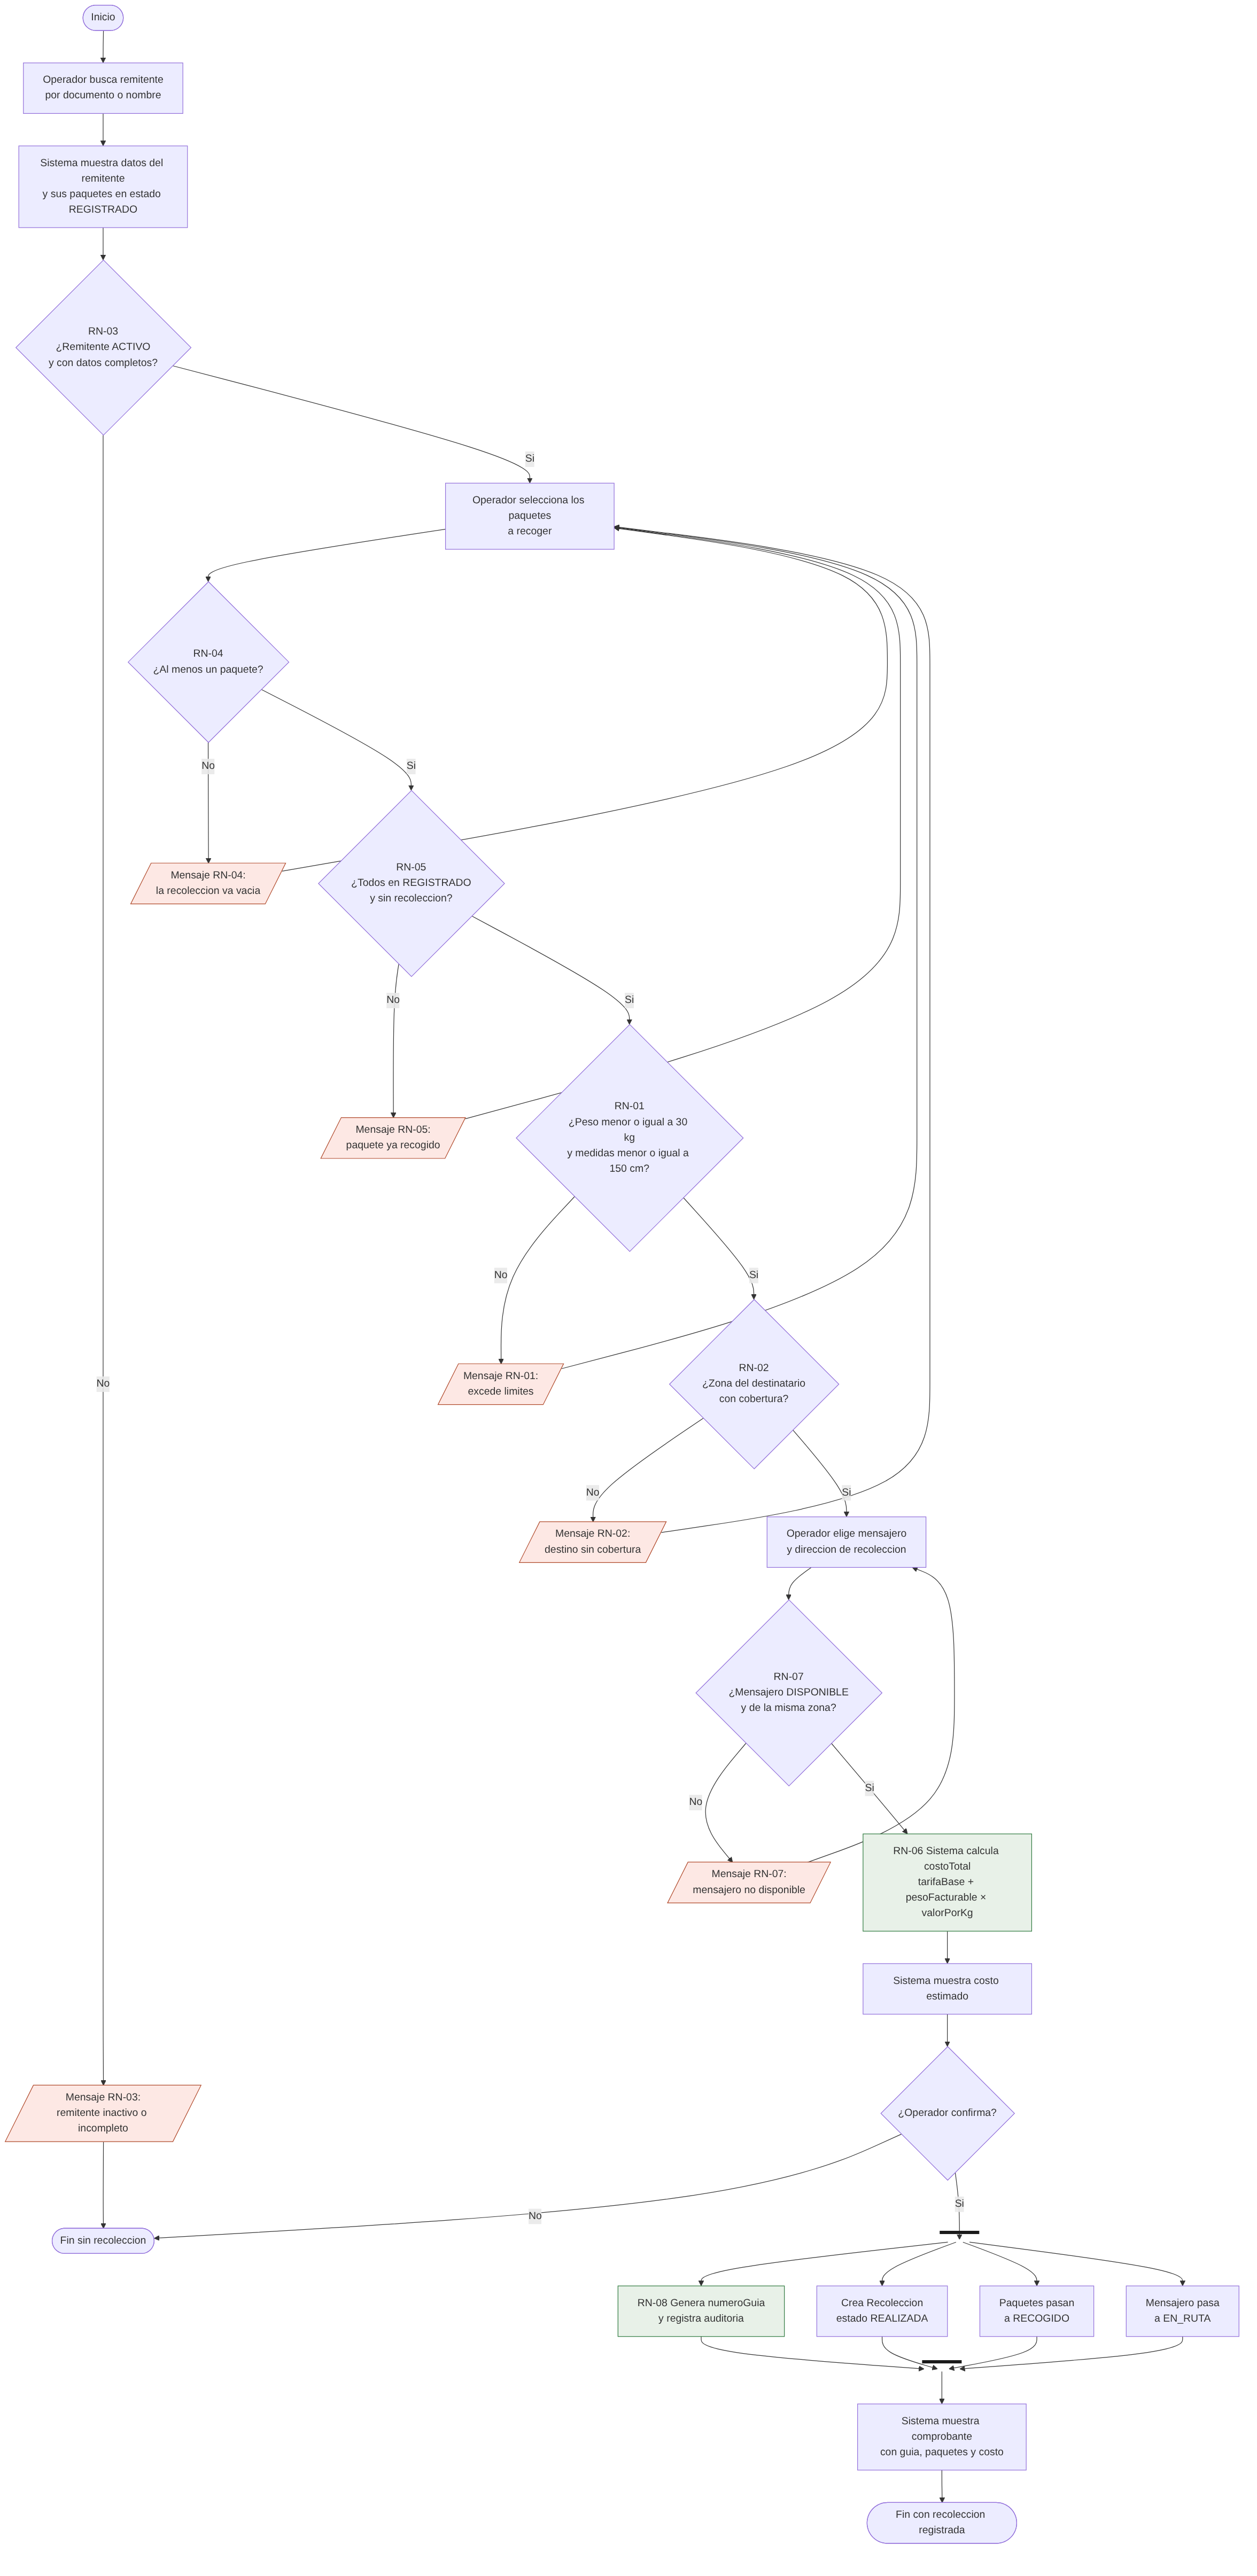 Inicio
Operador busca remitente
por documento o nombre
Sistema muestra datos del
remitente
y sus paquetes en estado
REGISTRADO
RN-03
¿Remitente ACTIVO
y con datos completos?
Si
Operador selecciona los
paquetes
a recoger
RN-04
¿Al menos un paquete?
No
Si
Mensaje RN-04:
la recoleccion va vacia
RN-05
¿Todos en REGISTRADO
y sin recoleccion?
No
Si
Mensaje RN-05:
paquete ya recogido
RN-01
¿Peso menor o igual a 30
kg
y medidas menor o igual a
150 cm?
No
Si
Mensaje RN-01:
excede limites
RN-02
¿Zona del destinatario
con cobertura?
No
No
Si
Mensaje RN-02:
destino sin cobertura
Operador elige mensajero
y direccion de recoleccion
RN-07
¿Mensajero DISPONIBLE
y de la misma zona?
No
Si
Mensaje RN-07:
mensajero no disponible
RN-06 Sistema calcula
costoTotal
tarifaBase +
pesoFacturable ×
valorPorKg
Sistema muestra costo
estimado
Mensaje RN-03:
remitente inactivo o
incompleto
¿Operador confirma?
No
Si
Fin sin recoleccion
RN-08 Genera numeroGuia
y registra auditoria
Crea Recoleccion
estado REALIZADA
Paquetes pasan
a RECOGIDO
Mensajero pasa
a EN_RUTA
Sistema muestra
comprobante
con guia, paquetes y costo
Fin con recoleccion
registrada